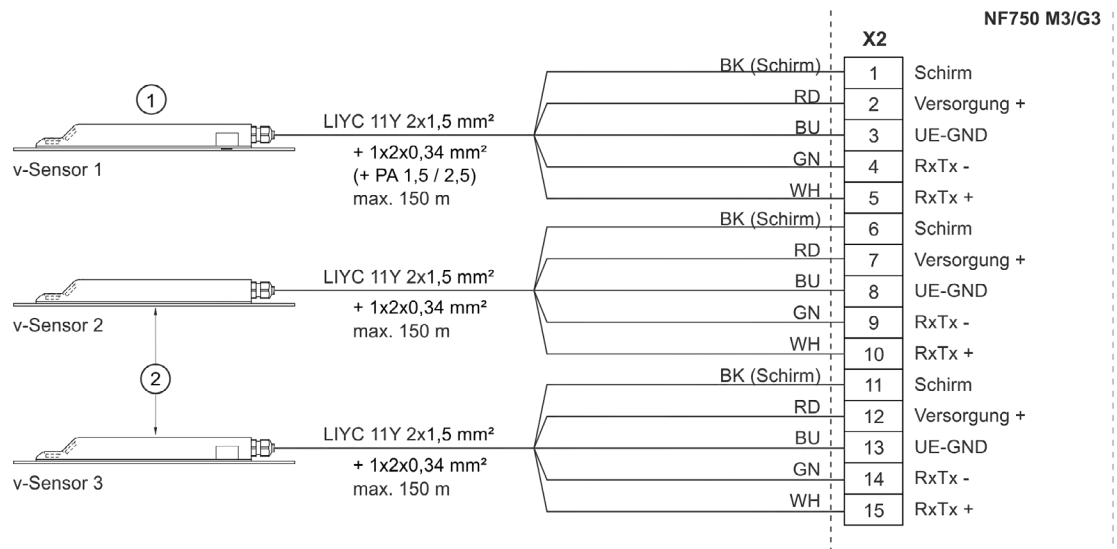 NF750 M3/G3
X2
BK (Schirm) 1 Schirm
1
RD 2 Versorgung +
LIYC 11Y 2x1,5 mm²
BU 3 UE-GND
+ 1x2x0,34 mm²
GN 4 RxTx -
v-Sensor 1
(+ PA 1,5 / 2,5)
max. 150 m
WH 5 RxTx +
BK (Schirm) 6 Schirm
RD 7 Versorgung +
LIYC 11Y 2x1,5 mm²
BU 8 UE-GND
+ 1x2x0,34 mm²
GN 9 RxTx -
v-Sensor 2
max. 150 m
WH 10 RxTx +
2
BK (Schirm) 11 Schirm
RD 12 Versorgung +
LIYC 11Y 2x1,5 mm²
BU 13 UE-GND
+ 1x2x0,34 mm²
GN 14 RxTx -
v-Sensor 3
max. 150 m
WH 15 RxTx +